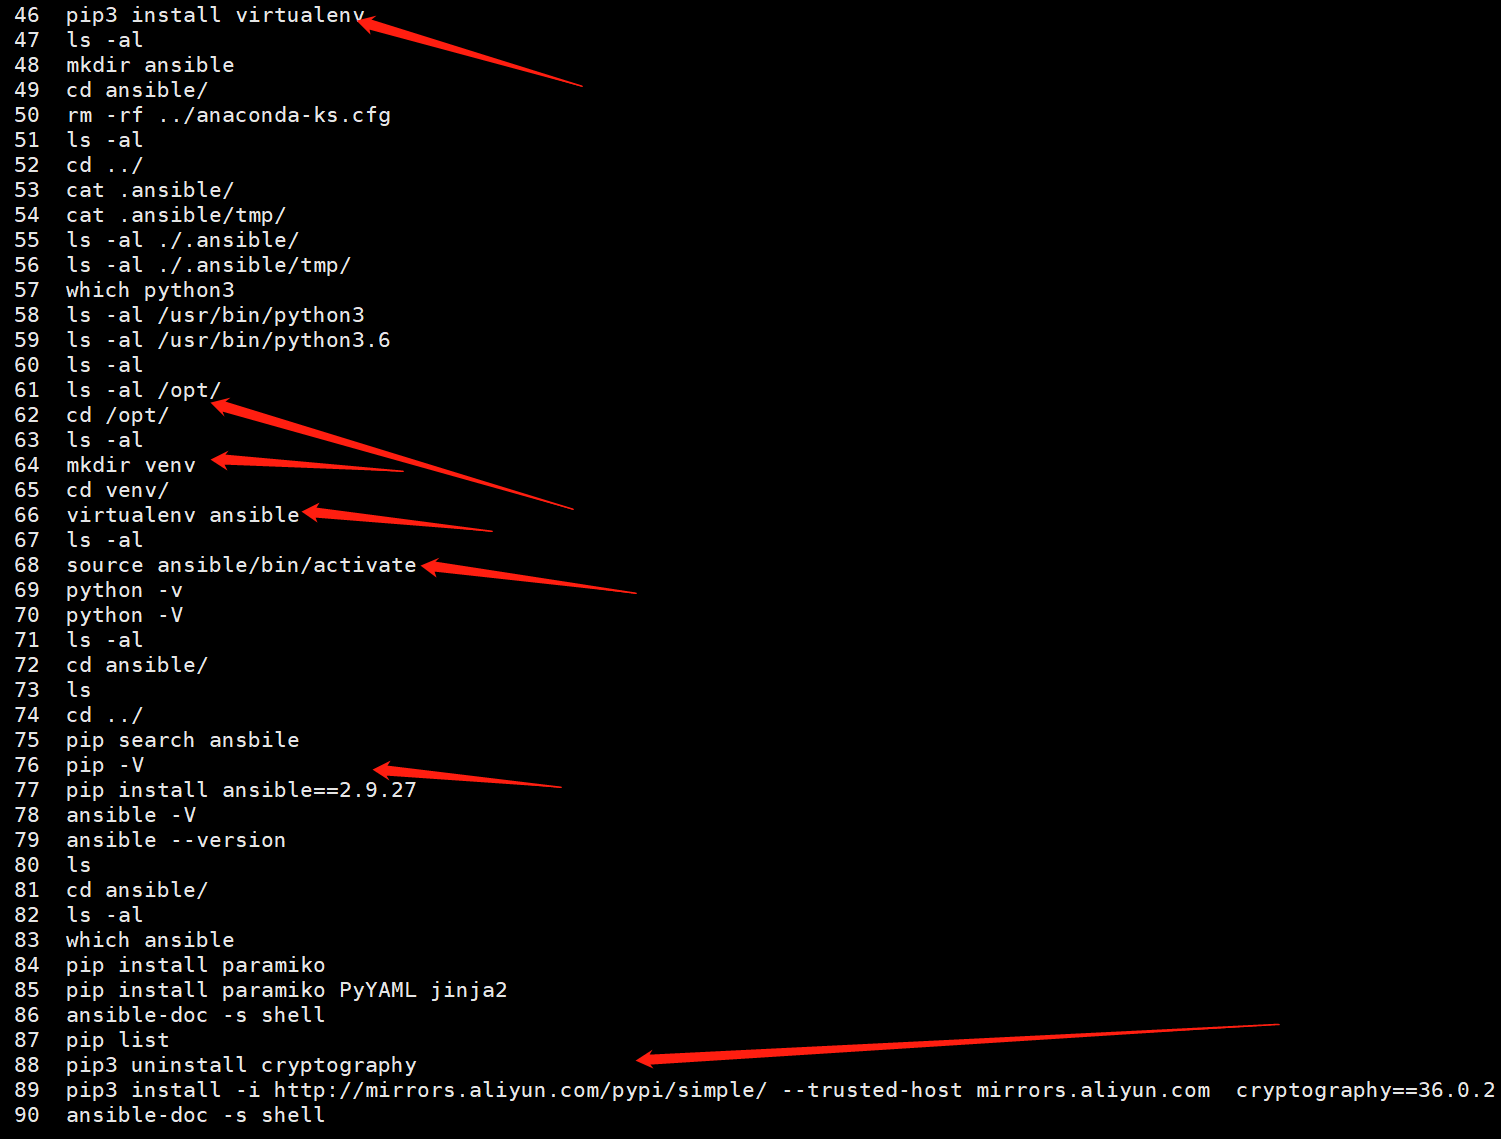 46 pip3 install virtualenv
47 ls -al
48 mkdir ansible
49 cd ansible/
50 rm -rf ../anaconda-ks.cfg
51 ls -al
52 cd ../
53 cat .ansible/
54 cat .ansible/tmp/
55 ls -al ./.ansible/
56 ls -al ./.ansible/tmp/
57 which python3
58 ls -al /usr/bin/python3
59 ls -al /usr/bin/python3.6
60 ls -al
61 ls -al /opt/
62 cd /opt/
63 ls -al
64 mkdir venv
65 cd venv/
66 virtualenv ansible
67 ls -al
68 source ansible/bin/activate
69 python -v
70 python -V
71 ls -al
72 cd ansible/
73 ls
74 cd ../
75 pip search ansbile
76 pip -V
77 pip install ansible==2.9.27
78 ansible -V
79 ansible --version
80 ls
81 cd ansible/
82 ls -al
83 which ansible
84 pip install paramiko
85 pip install paramiko PyYAML jinja2
86 ansible-doc -s shell
87 pip list
88 pip3 uninstall cryptography
89 pip3 install -i http://mirrors.aliyun.com/pypi/simple/ --trusted-host mirrors.aliyun.com  cryptography==36.0.2
90 ansible-doc -s shell